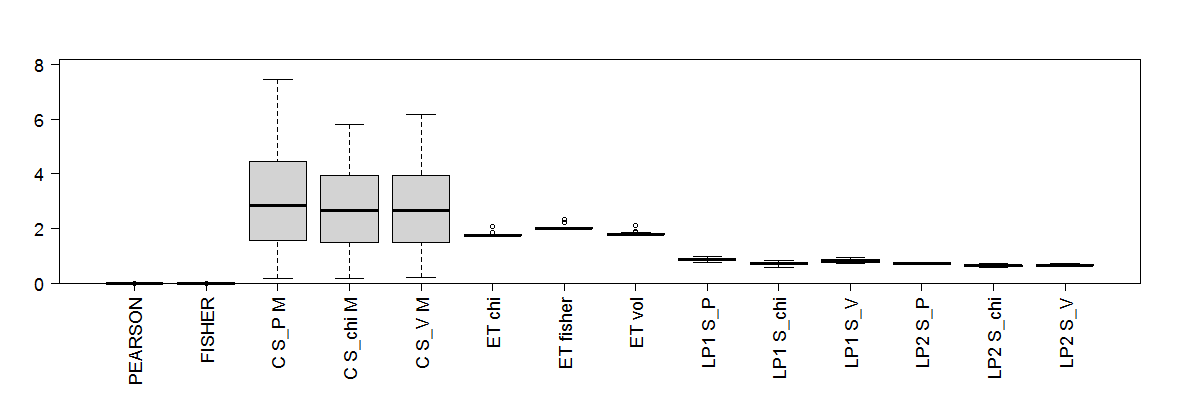 8
6
4
2
0
PEARSON
FISHER
C S_P M
C S_chi M
C S_V M
ET chi
ET fisher
ET vol
LP1 S_P
LP1 S_chi
LP1 S_V
LP2 S_P
LP2 S_chi
LP2 S_V